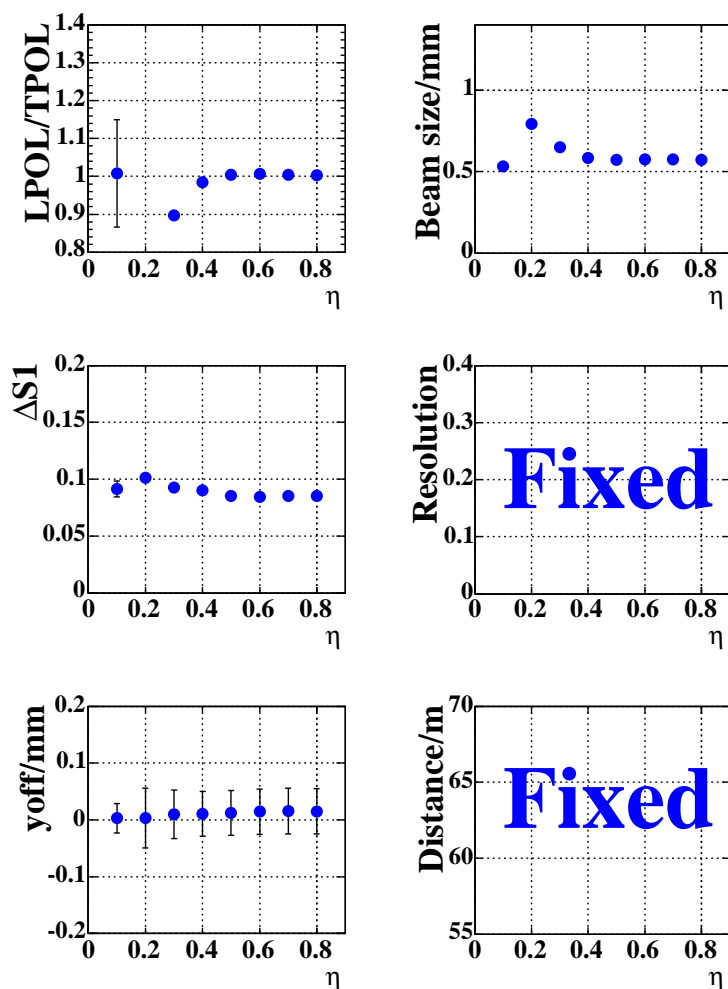 LPOL/TPOL
1.4
1.3
1.2
1.1
1
0.9
0.8
0 0.2 0.4 0.6 0.8
η
Beam size/mm
1
0.5
0
0 0.2 0.4 0.6 0.8
η
ΔS1
0.2
0.15
0.1
0.05
0
0 0.2 0.4 0.6 0.8
η
Resolution
0.4
0.3
0.2
0.1
0
Fixed
0 0.2 0.4 0.6 0.8
η
yoff/mm
0.2
0.1
0
-0.1
-0.2
0 0.2 0.4 0.6 0.8
η
Distance/m
70
65
60
55
Fixed
0 0.2 0.4 0.6 0.8
η